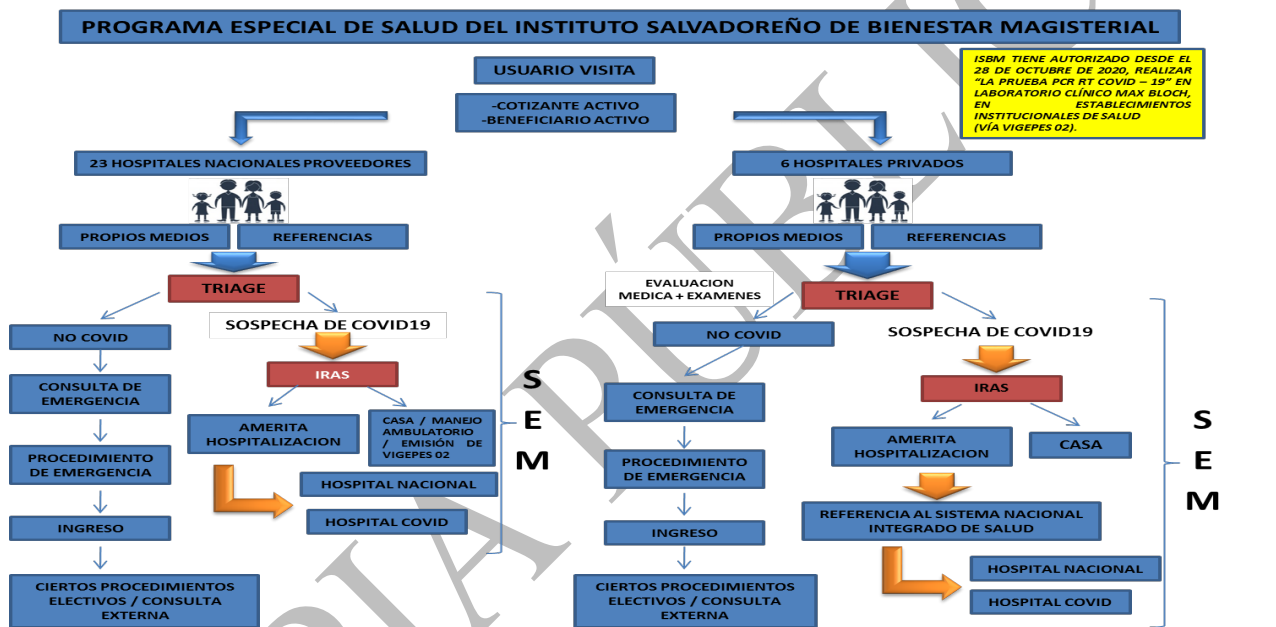 PROGRAMA ESPECIAL DE SALUD DEL INSTITUTO SALVADOREÑO DE BIENESTAR MAGISTERIAL
USUARIO VISITA
-COTIZANTE ACTIVO
-BENEFICIARIO ACTIVO
ISBM TIENE AUTORIZADO DESDE EL
28 DE OCTUBRE DE 2020, REALIZAR
"LA PRUEBA PCR RT COVID – 19" EN
LABORATORIO CLÍNICO MAX BLOCH,
EN ESTABLECIMIENTOS
INSTITUCIONALES DE SALUD
(VÍA VIGEPES 02).
23 HOSPITALES NACIONALES PROVEEDORES
PROPIOS MEDIOS
REFERENCIAS
TRIAGE
NO COVID
CONSULTA DE
EMERGENCIA
PROCEDIMIENTO
DE EMERGENCIA
INGRESO
CIERTOS PROCEDIMIENTOS
ELECTIVOS / CONSULTA
EXTERNA
SOSPECHA DE COVID19
IRAS
AMERITA
HOSPITALIZACION
CASA / MANEJO
AMBULATORIO
/ EMISIÓN DE
VIGEPES 02
HOSPITAL NACIONAL
HOSPITAL COVID
S
E
M
6 HOSPITALES PRIVADOS
PROPIOS MEDIOS
REFERENCIAS
EVALUACION
MEDICA + EXAMENES
TRIAGE
NO COVID
CONSULTA DE
EMERGENCIA
PROCEDIMIENTO
DE EMERGENCIA
INGRESO
CIERTOS PROCEDIMIENTOS
ELECTIVOS / CONSULTA
EXTERNA
SOSPECHA DE COVID19
IRAS
AMERITA
HOSPITALIZACION
CASA
REFERENCIA AL SISTEMA NACIONAL
INTEGRADO DE SALUD
HOSPITAL NACIONAL
HOSPITAL COVID
S
E
M